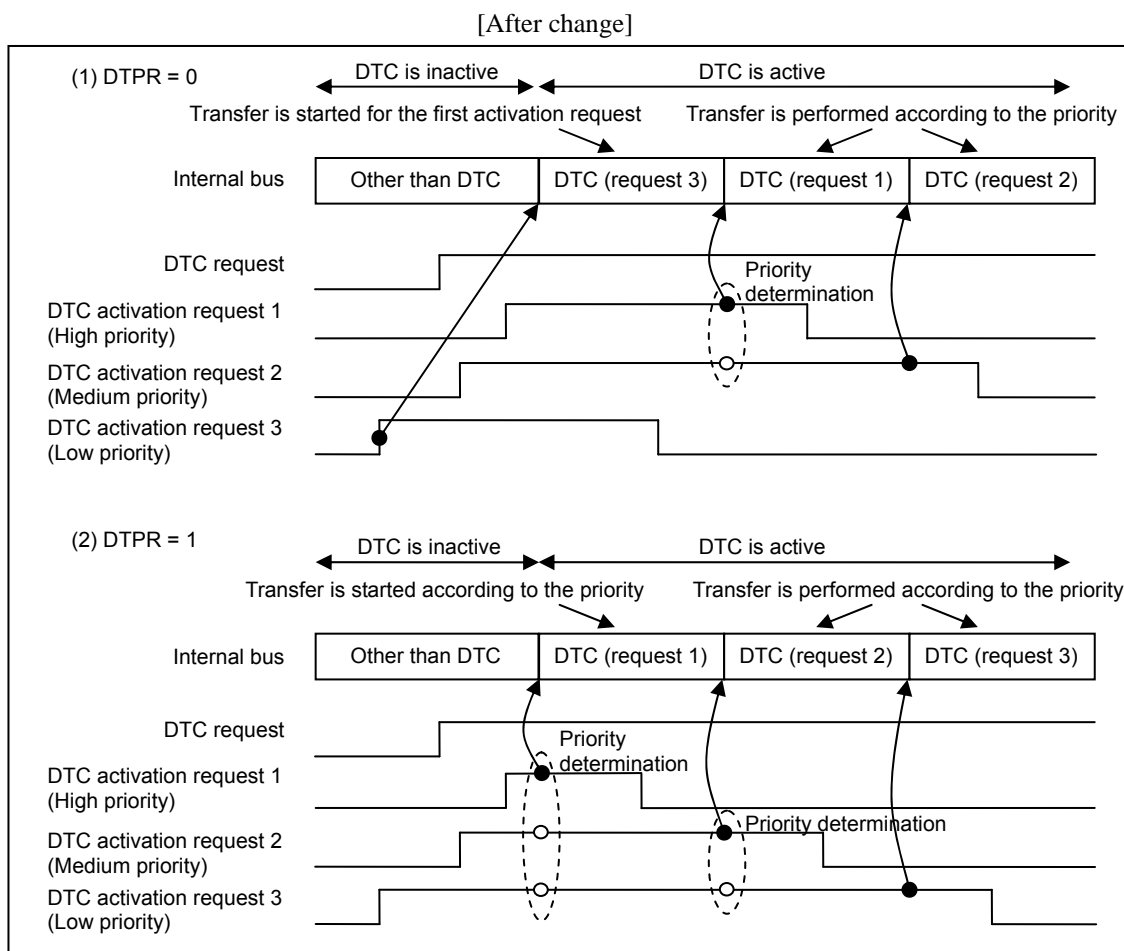 [After change]
(1) DTPR = 0
DTC is inactive
DTC is active
Transfer is started for the first activation request
Transfer is performed according to the priority
Internal bus
Other than DTC
DTC (request 3)
DTC (request 1)
DTC (request 2)
DTC request
Priority
determination
DTC activation request 1
(High priority)
DTC activation request 2
(Medium priority)
DTC activation request 3
(Low priority)
(2) DTPR = 1
DTC is inactive
DTC is active
Transfer is started according to the priority
Transfer is performed according to the priority
Internal bus
Other than DTC
DTC (request 1)
DTC (request 2)
DTC (request 3)
DTC request
Priority
determination
DTC activation request 1
(High priority)
Priority determination
DTC activation request 2
(Medium priority)
DTC activation request 3
(Low priority)